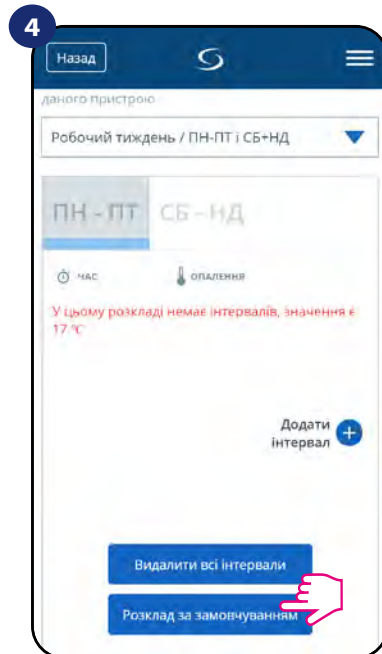 4
Назад
даного пристрою
Робочий тиждень / ПН-ПТ і СБ+НД
ПН - ПТ СБ - НД
ЧАС ОПАЛЕННЯ
У цьому розкладі немає інтервалів, значення є
17 °C
Додати
інтервал
Видалити всі інтервали
Розклад за замовчуванням